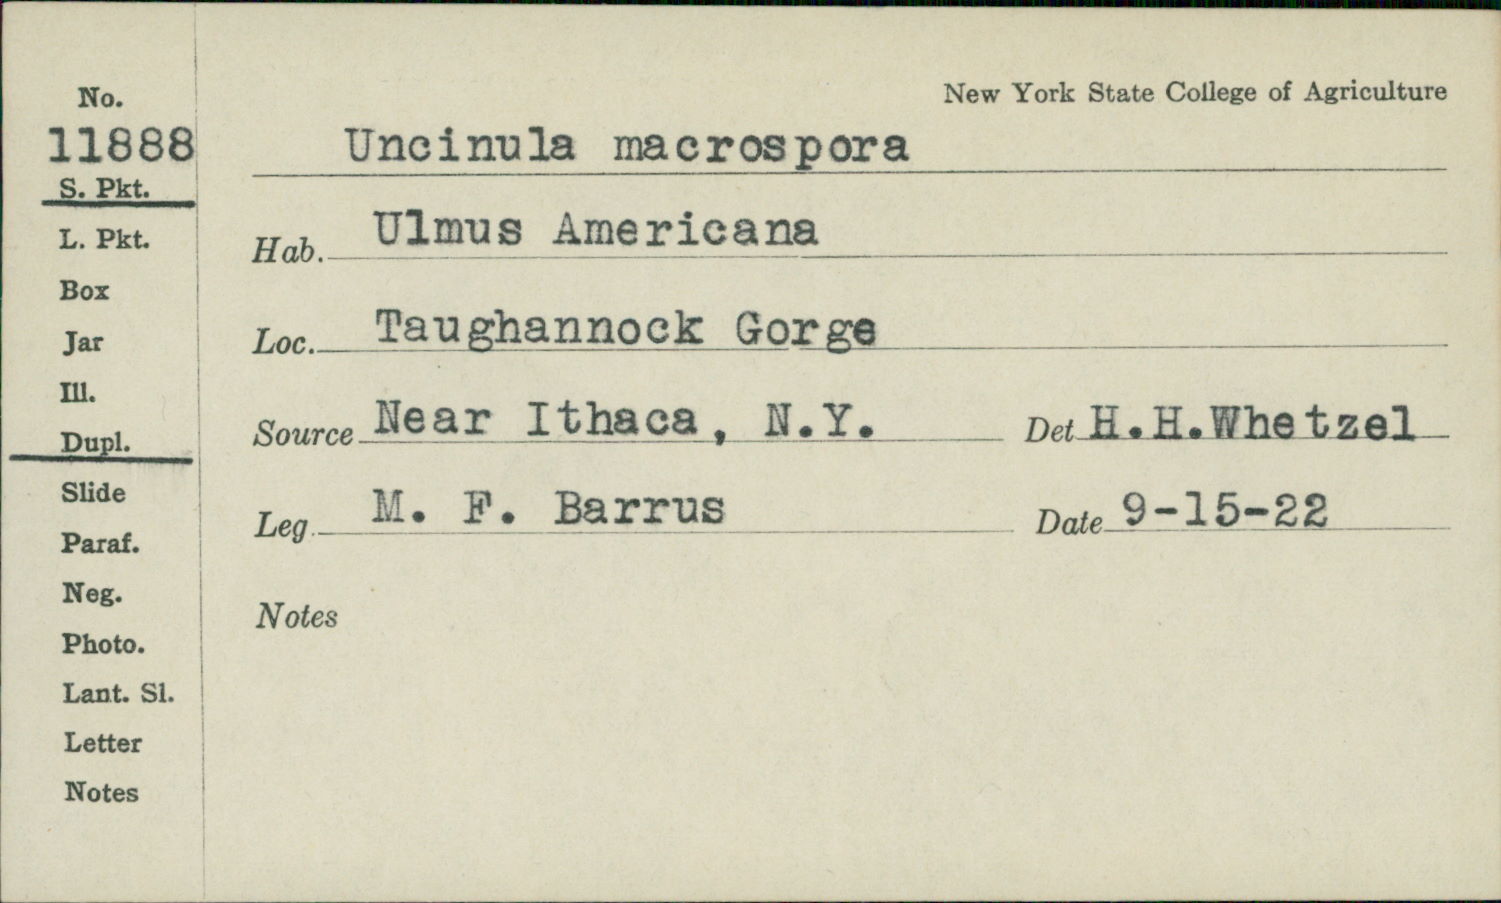 New York State College of Agriculture
No.
11888
S. Pkt.
L. Pkt.
Box
Jar
Ill.
Dupl.
Slide
Paraf.
Neg.
Photo.
Lant. Sl.
Letter
Notes
Uncinula macrospora
Hab. Ulmus Americana
Loc. Taughannock Gorge
Source Near Ithaca, N.Y. Det H.H.Whetzel
Leg. M. F. Barrus Date 9-15-22
Notes